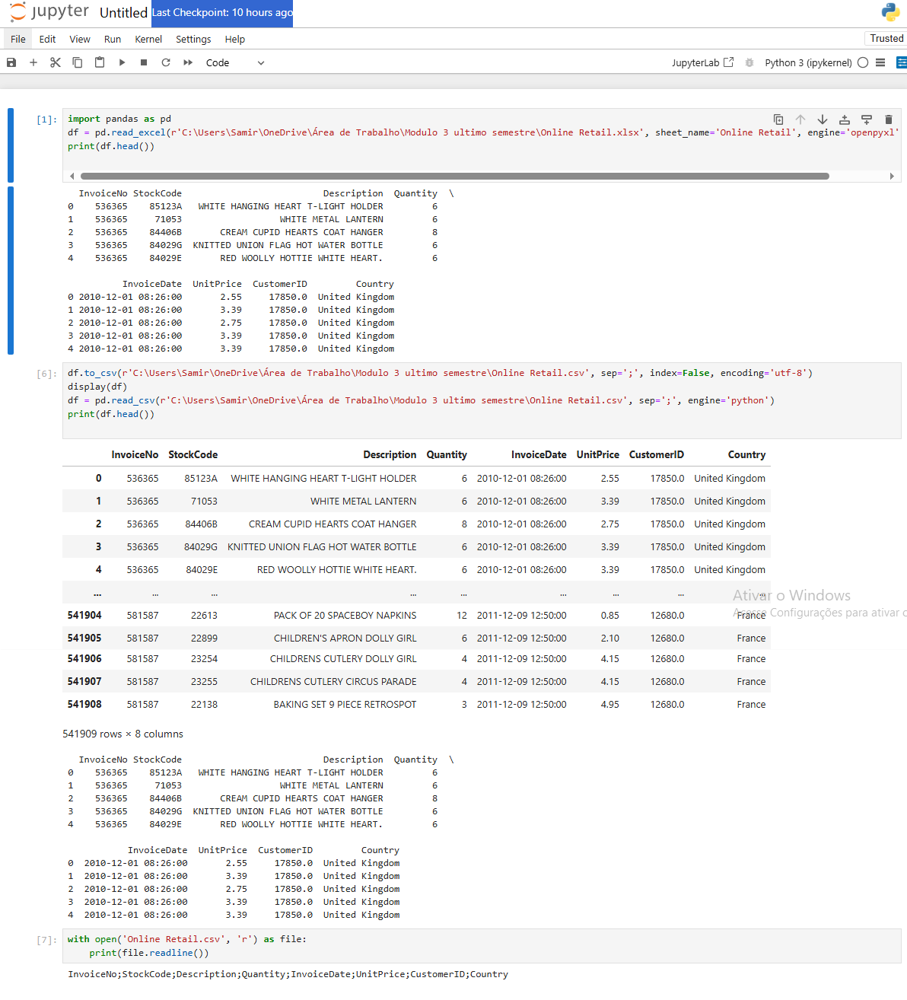 jupyter Untitled Last Checkpoint: 10 hours ago
File Edit View Run Kernel Settings Help Trusted
Code JupyterLab Python 3 (ipykernel)
[1]: import pandas as pd
df = pd.read_excel(r'C:\Users\Samir\OneDrive\Área de Trabalho\Modulo 3 ultimo semestre\Online Retail.xlsx', sheet_name='Online Retail', engine='openpyxl'
print(df.head())
InvoiceNo StockCode Description Quantity \
0 536365 85123A WHITE HANGING HEART T-LIGHT HOLDER 6
1 536365 71053 WHITE METAL LANTERN 6
2 536365 84406B CREAM CUPID HEARTS COAT HANGER 8
3 536365 84029G KNITTED UNION FLAG HOT WATER BOTTLE 6
4 536365 84029E RED WOOLLY HOTTIE WHITE HEART. 6
InvoiceDate UnitPrice CustomerID Country
0 2010-12-01 08:26:00 2.55 17850.0 United Kingdom
1 2010-12-01 08:26:00 3.39 17850.0 United Kingdom
2 2010-12-01 08:26:00 2.75 17850.0 United Kingdom
3 2010-12-01 08:26:00 3.39 17850.0 United Kingdom
4 2010-12-01 08:26:00 3.39 17850.0 United Kingdom
[6]: df.to_csv(r'C:\Users\Samir\OneDrive\Área de Trabalho\Modulo 3 ultimo semestre\Online Retail.csv', sep=';', index=False, encoding='utf-8')
display(df)
df = pd.read_csv(r'C:\Users\Samir\OneDrive\Área de Trabalho\Modulo 3 ultimo semestre\Online Retail.csv', sep=';', engine='python')
print(df.head())
InvoiceNo StockCode Description Quantity InvoiceDate UnitPrice CustomerID Country
0 536365 85123A WHITE HANGING HEART T-LIGHT HOLDER 6 2010-12-01 08:26:00 2.55 17850.0 United Kingdom
1 536365 71053 WHITE METAL LANTERN 6 2010-12-01 08:26:00 3.39 17850.0 United Kingdom
2 536365 84406B CREAM CUPID HEARTS COAT HANGER 8 2010-12-01 08:26:00 2.75 17850.0 United Kingdom
3 536365 84029G KNITTED UNION FLAG HOT WATER BOTTLE 6 2010-12-01 08:26:00 3.39 17850.0 United Kingdom
4 536365 84029E RED WOOLLY HOTTIE WHITE HEART. 6 2010-12-01 08:26:00 3.39 17850.0 United Kingdom
... ... ... ... ... ... ... ... ...
Ativar o Windows
541904 581587 22613 PACK OF 20 SPACEBOY NAPKINS 12 2011-12-09 12:50:00 0.85 12680.0 France
Acesse Configurações para ativar o
541905 581587 22899 CHILDREN'S APRON DOLLY GIRL 6 2011-12-09 12:50:00 2.10 12680.0 France
541906 581587 23254 CHILDRENS CUTLERY DOLLY GIRL 4 2011-12-09 12:50:00 4.15 12680.0 France
541907 581587 23255 CHILDRENS CUTLERY CIRCUS PARADE 4 2011-12-09 12:50:00 4.15 12680.0 France
541908 581587 22138 BAKING SET 9 PIECE RETROSPOT 3 2011-12-09 12:50:00 4.95 12680.0 France
541909 rows × 8 columns
InvoiceNo StockCode Description Quantity \
0 536365 85123A WHITE HANGING HEART T-LIGHT HOLDER 6
1 536365 71053 WHITE METAL LANTERN 6
2 536365 84406B CREAM CUPID HEARTS COAT HANGER 8
3 536365 84029G KNITTED UNION FLAG HOT WATER BOTTLE 6
4 536365 84029E RED WOOLLY HOTTIE WHITE HEART. 6
InvoiceDate UnitPrice CustomerID Country
0 2010-12-01 08:26:00 2.55 17850.0 United Kingdom
1 2010-12-01 08:26:00 3.39 17850.0 United Kingdom
2 2010-12-01 08:26:00 2.75 17850.0 United Kingdom
3 2010-12-01 08:26:00 3.39 17850.0 United Kingdom
4 2010-12-01 08:26:00 3.39 17850.0 United Kingdom
[7]: with open('Online Retail.csv', 'r') as file:
print(file.readline())
InvoiceNo;StockCode;Description;Quantity;InvoiceDate;UnitPrice;CustomerID;Country